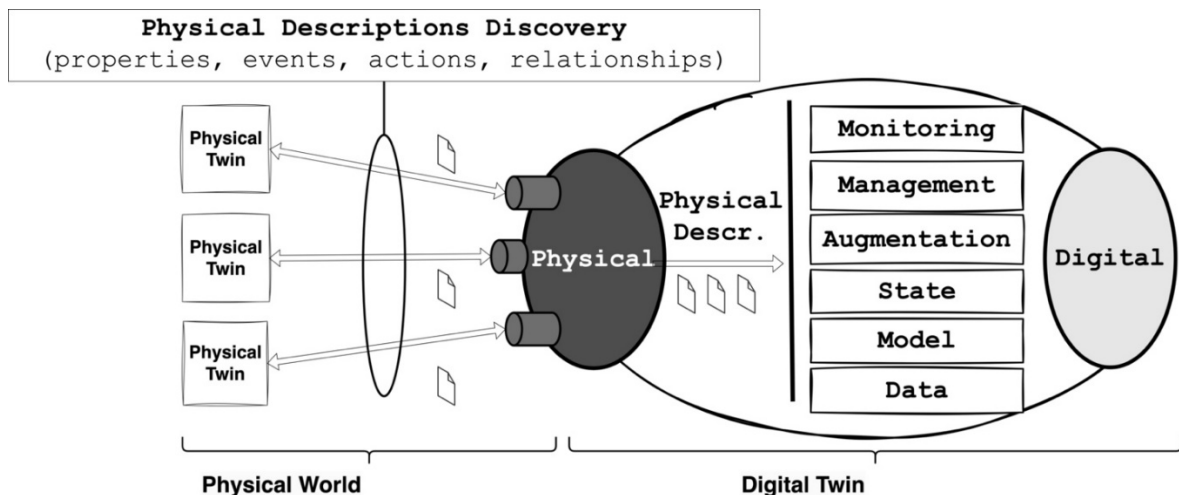 Physical Descriptions Discovery
(properties, events, actions, relationships)
Physical
Twin
Physical
Twin
Physical
Twin
Physical
Physical
Descr.
Monitoring
Management
Augmentation
State
Model
Data
Digital
Physical World
Digital Twin